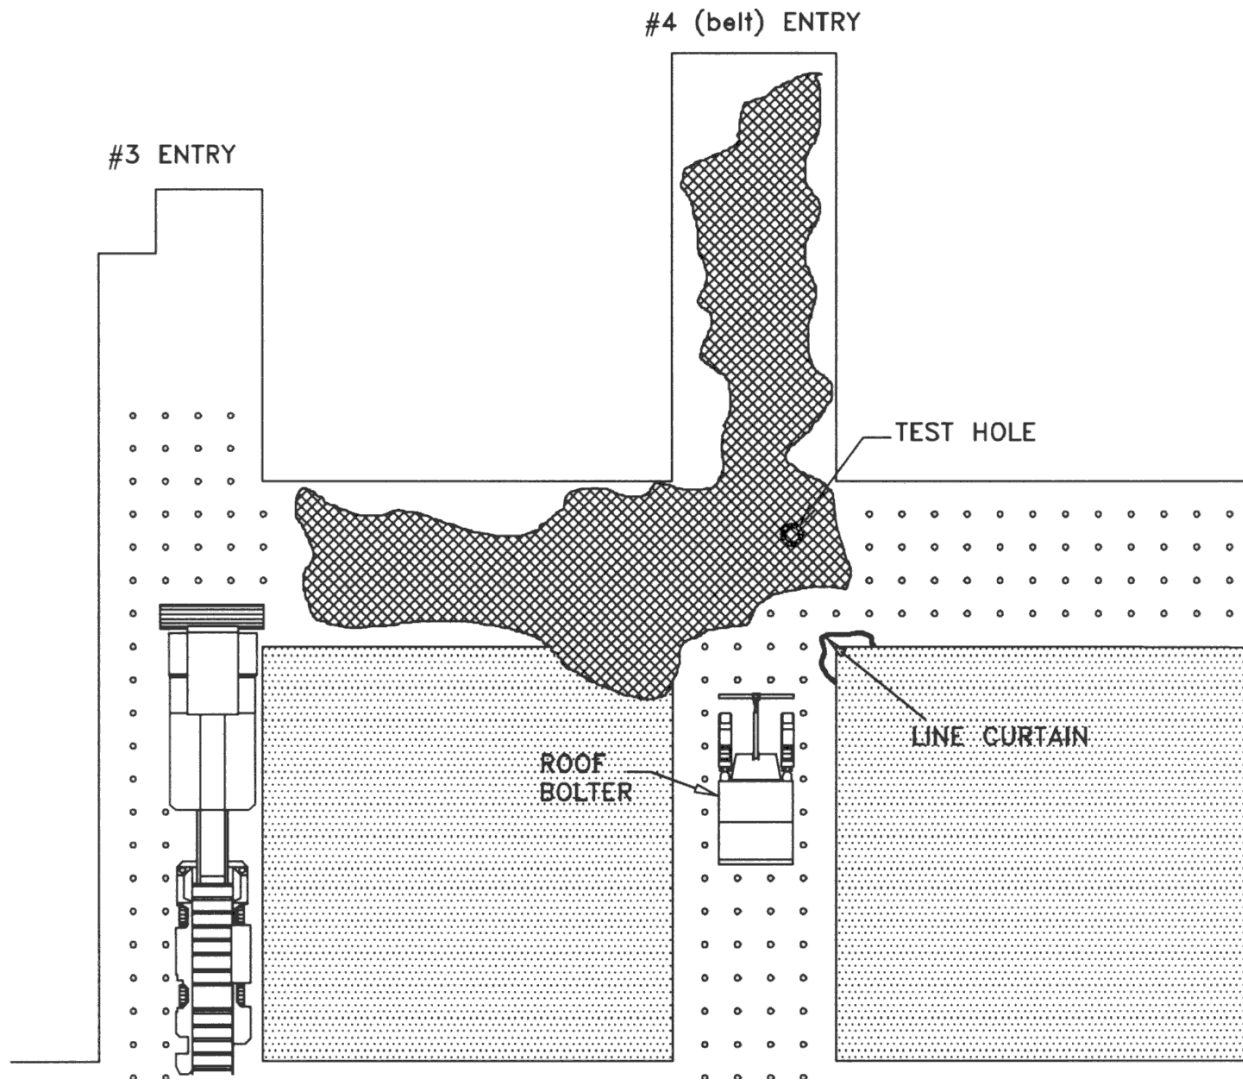 #4 (belt) ENTRY
#3 ENTRY
TEST HOLE
LINE CURTAIN
ROOF
BOLTER